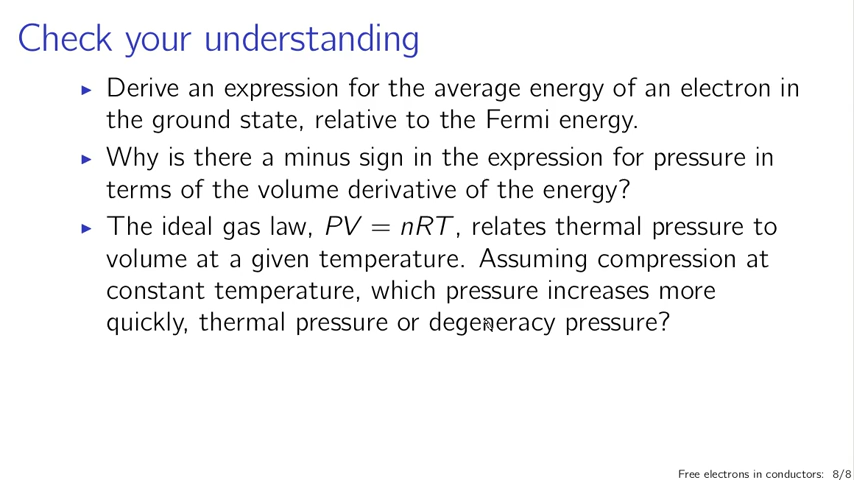 Check your understanding
▶ Derive an expression for the average energy of an electron in
the ground state, relative to the Fermi energy.
▶ Why is there a minus sign in the expression for pressure in
terms of the volume derivative of the energy?
▶ The ideal gas law, PV = nRT, relates thermal pressure to
volume at a given temperature. Assuming compression at
constant temperature, which pressure increases more
quickly, thermal pressure or degeneracy pressure?
Free electrons in conductors: 8/8